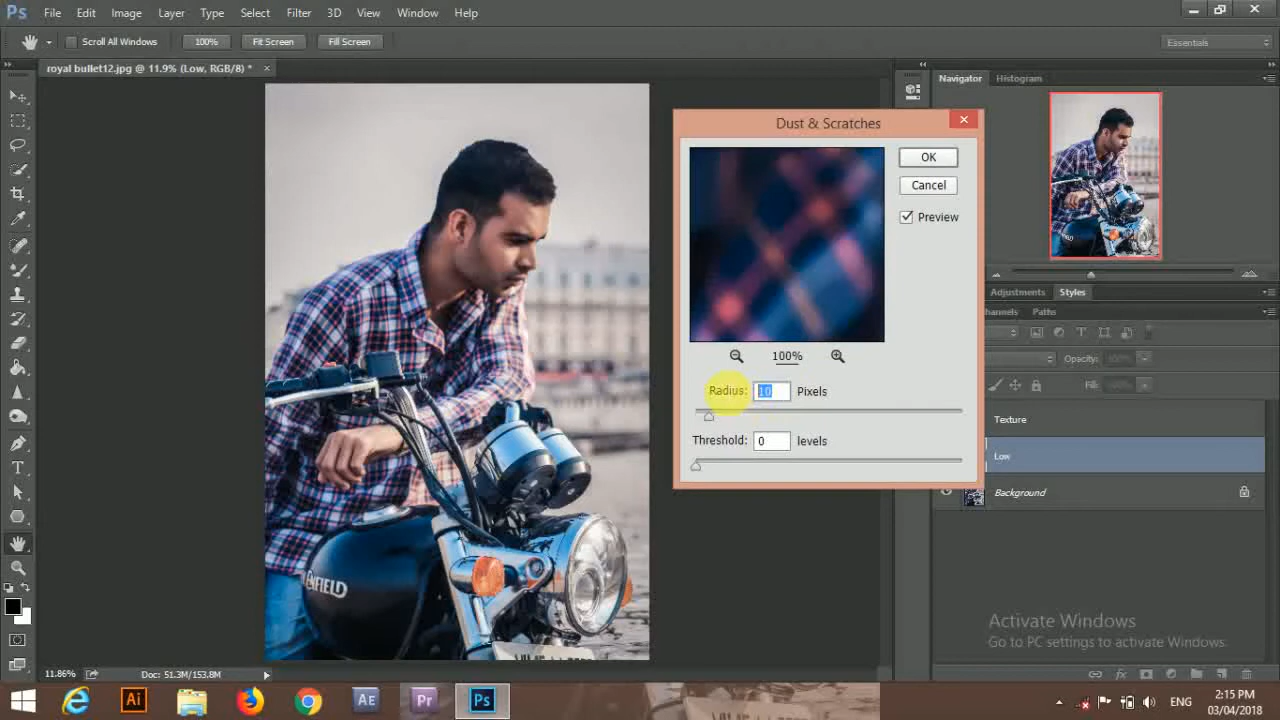 Ps File Edit Image Layer Type Select Filter 3D View Window Help
Scroll All Windows 100% Fit Screen Fill Screen Essentials
royal bullet12.jpg @ 11.9% (Low, RGB/8) * ×
Navigator Histogram
Dust & Scratches
OK
Cancel
Preview
100%
Radius: 10 Pixels
Threshold: 0 levels
Adjustments Styles
hannels Paths
Opacity: 100%
Fill: 100%
Texture
Low
Background
ENFIELD
Activate Windows
Go to PC settings to activate Windows.
11.86% Doc: 51.3M/153.8M
Ai AE Pr Ps
ENG
2:15 PM
03/04/2018